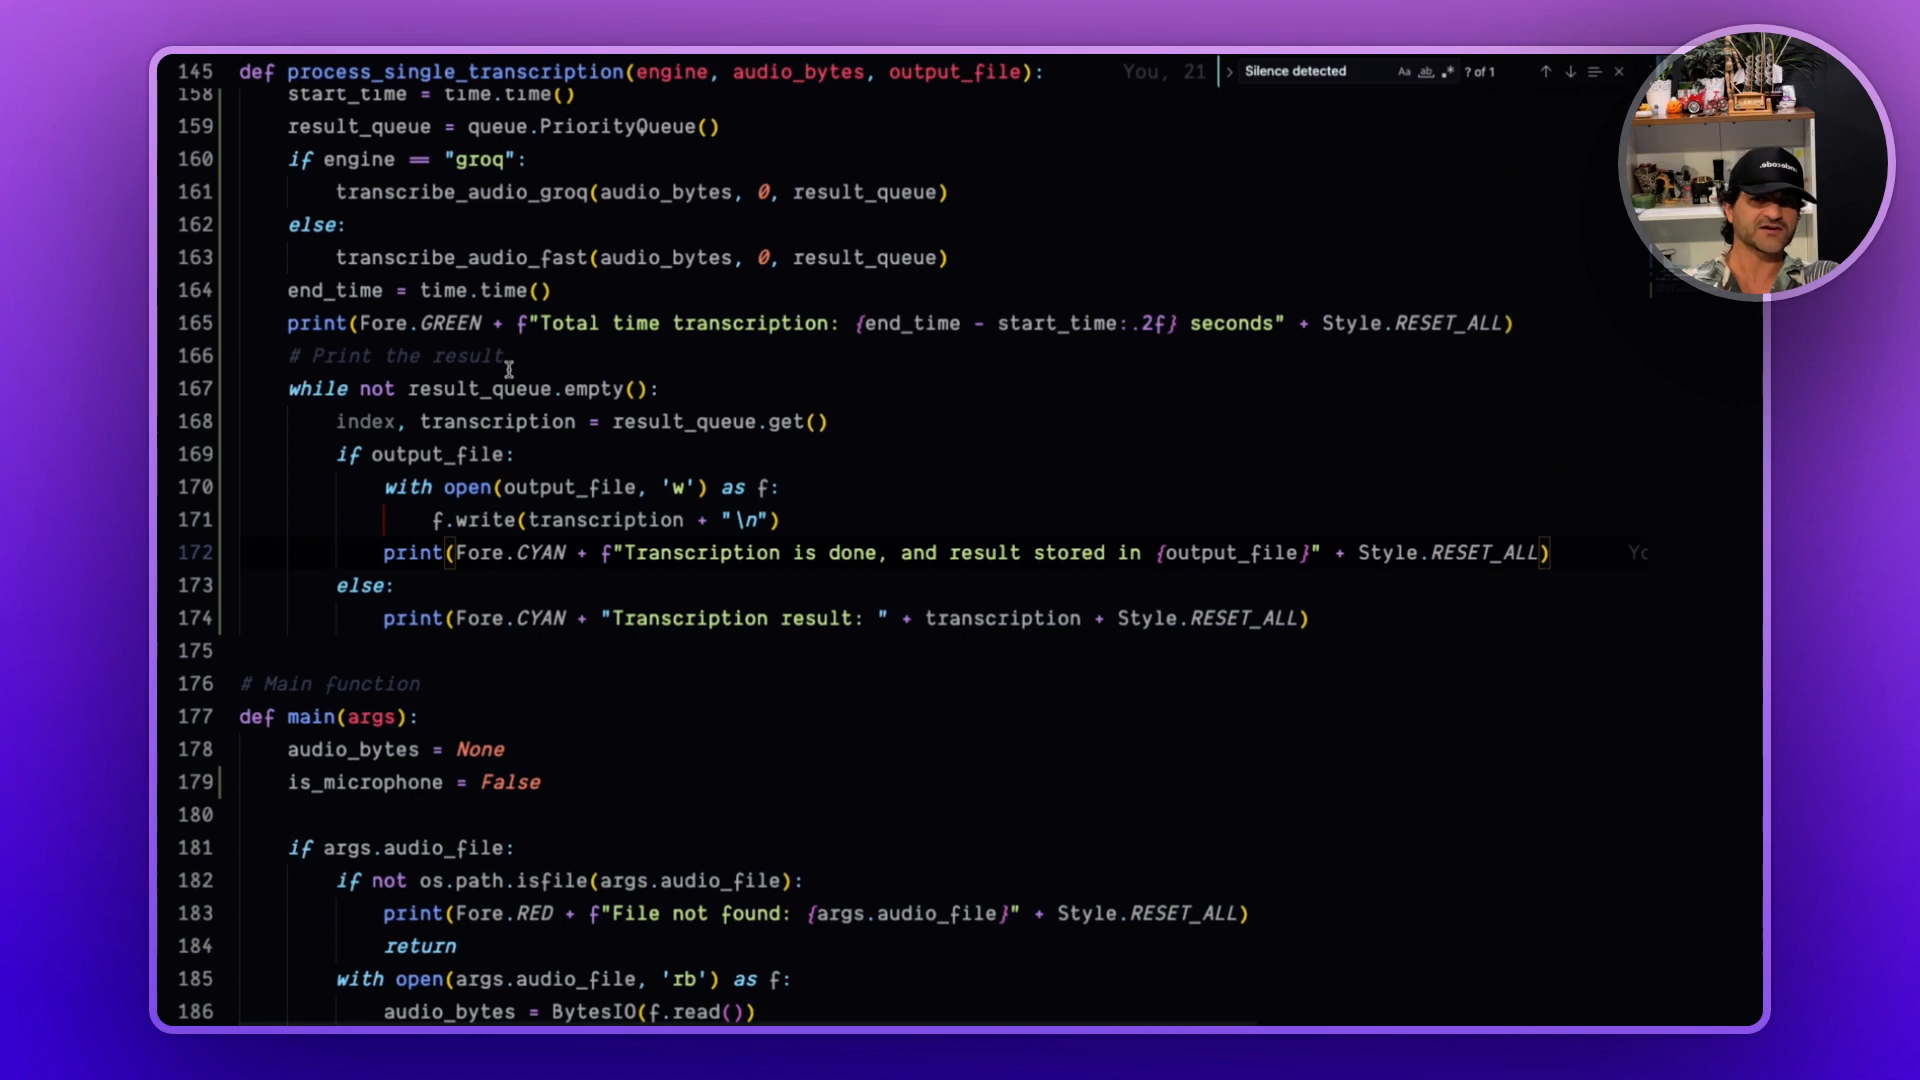 145 def process_single_transcription(engine, audio_bytes, output_file): You, 21
Silence detected Aa ab .* ? of 1
158 start_time = time.time()
159 result_queue = queue.PriorityQueue()
160 if engine == "groq":
161 transcribe_audio_groq(audio_bytes, 0, result_queue)
162 else:
163 transcribe_audio_fast(audio_bytes, 0, result_queue)
164 end_time = time.time()
165 print(Fore.GREEN + f"Total time transcription: {end_time - start_time:.2f} seconds" + Style.RESET_ALL)
166 # Print the result
167 while not result_queue.empty():
168 index, transcription = result_queue.get()
169 if output_file:
170 with open(output_file, 'w') as f:
171 f.write(transcription + "\n")
172 print(Fore.CYAN + f"Transcription is done, and result stored in {output_file}" + Style.RESET_ALL) Yo
173 else:
174 print(Fore.CYAN + "Transcription result: " + transcription + Style.RESET_ALL)
175
176 # Main function
177 def main(args):
178 audio_bytes = None
179 is_microphone = False
180
181 if args.audio_file:
182 if not os.path.isfile(args.audio_file):
183 print(Fore.RED + f"File not found: {args.audio_file}" + Style.RESET_ALL)
184 return
185 with open(args.audio_file, 'rb') as f:
186 audio_bytes = BytesIO(f.read())